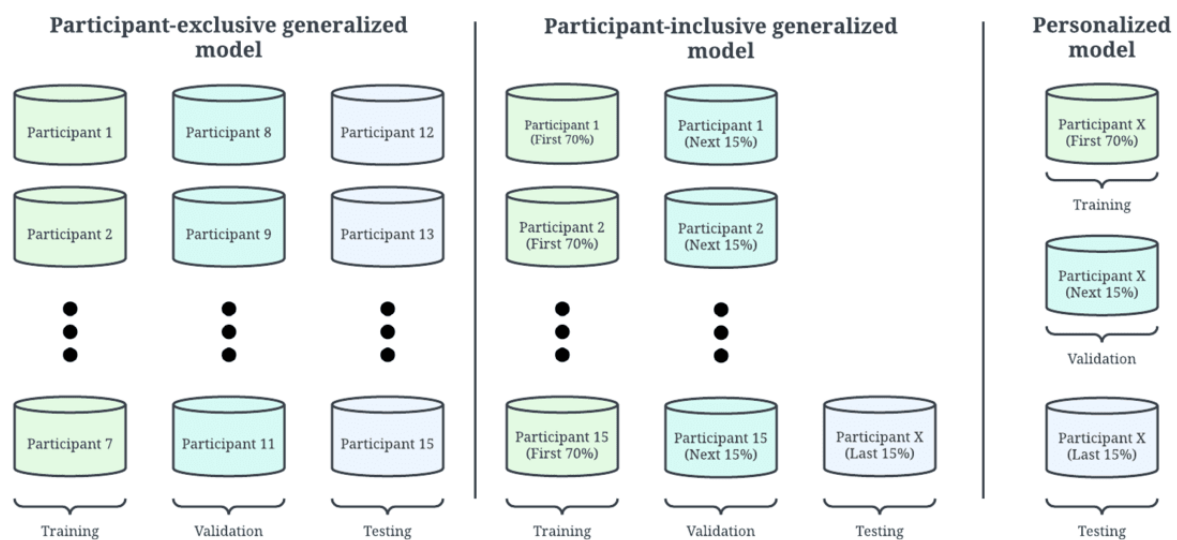 Participant-exclusive generalized
model
Participant 1
Participant 8
Participant 12
Participant 2
Participant 9
Participant 13
Participant 7
Participant 11
Participant 15
Training
Validation
Testing
Participant-inclusive generalized
model
Participant 1
(First 70%)
Participant 1
(Next 15%)
Participant 2
(First 70%)
Participant 2
(Next 15%)
Participant 15
(First 70%)
Participant 15
(Next 15%)
Participant X
(Last 15%)
Training
Validation
Testing
Personalized
model
Participant X
(First 70%)
Training
Participant X
(Next 15%)
Validation
Participant X
(Last 15%)
Testing